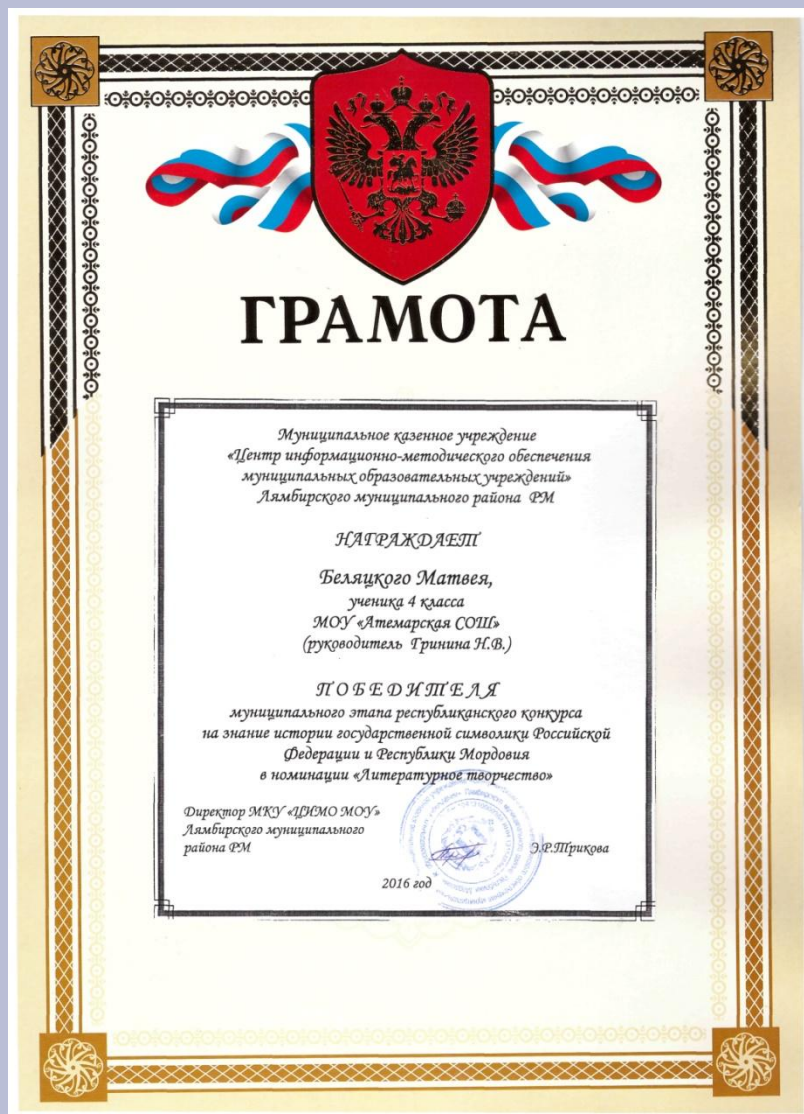 ГРАМОТА
Муниципальное казенное учреждение
«Центр информационно-методического обеспечения
муниципальных образовательных учреждений»
Лямбирского муниципального района РМ
НАГРАЖДАЕТ
Беляцкого Матвея,
ученика 4 класса
МОУ «Атемарская СОШ»
(руководитель Гринина Н.В.)
ПОБЕДИТЕЛЯ
муниципального этапа республиканского конкурса
на знание истории государственной символики Российской
Федерации и Республики Мордовия
в номинации «Литературное творчество»
Директор МКУ «ЦИМО МОУ»
Лямбирского муниципального
района РМ Э.Р.Трикова
2016 год